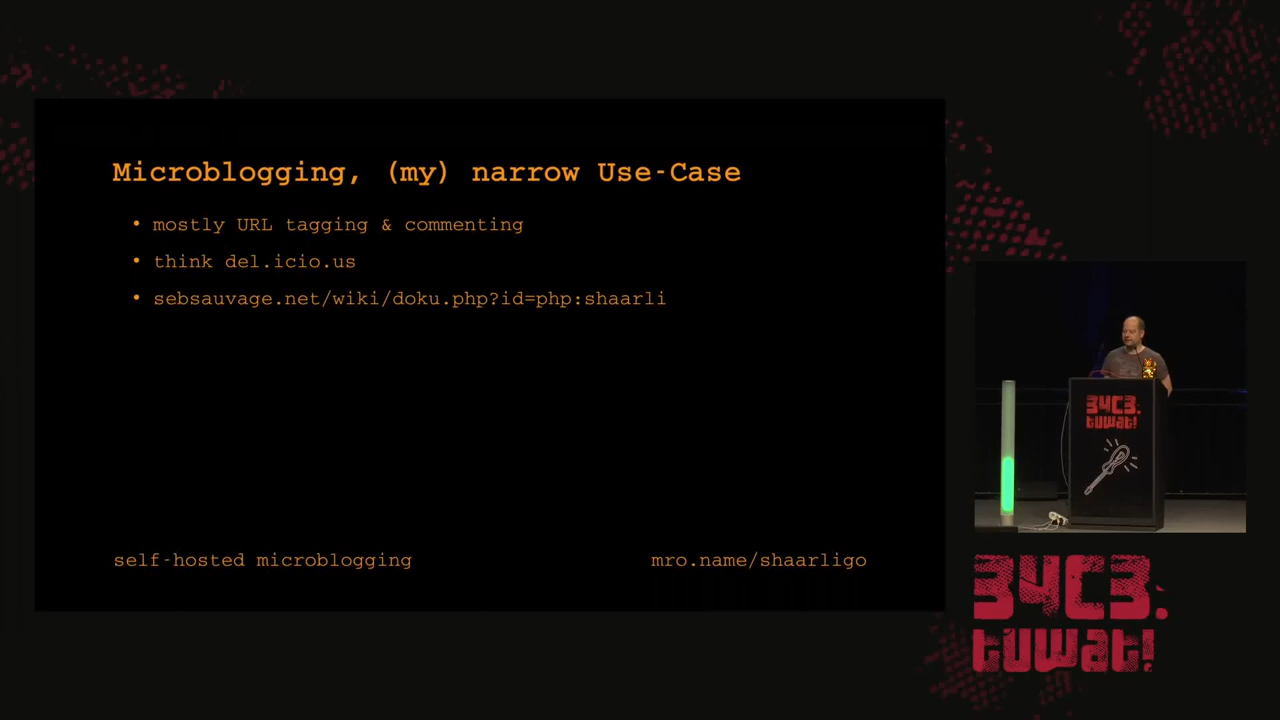 Microblogging, (my) narrow Use-Case
• mostly URL tagging & commenting
• think del.icio.us
• sebsauvage.net/wiki/doku.php?id=php:shaarli
self-hosted microblogging
mro.name/shaarligo
34C3.
tuwat!
34C3.
tuwat!